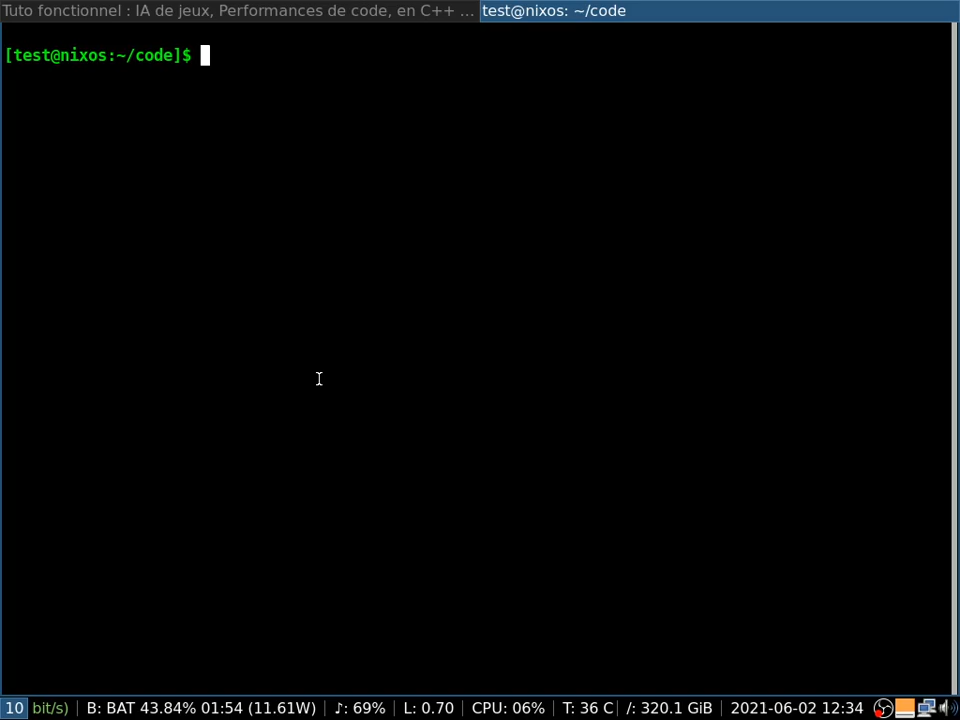 Tuto fonctionnel : IA de jeux, Performances de code, en C++ ... test@nixos: ~/code
[test@nixos:~/code]$
10 bit/s) | B: BAT 43.84% 01:54 (11.61W) | ♪: 69% | L: 0.70 | CPU: 06% | T: 36 C | /: 320.1 GiB | 2021-06-02 12:34